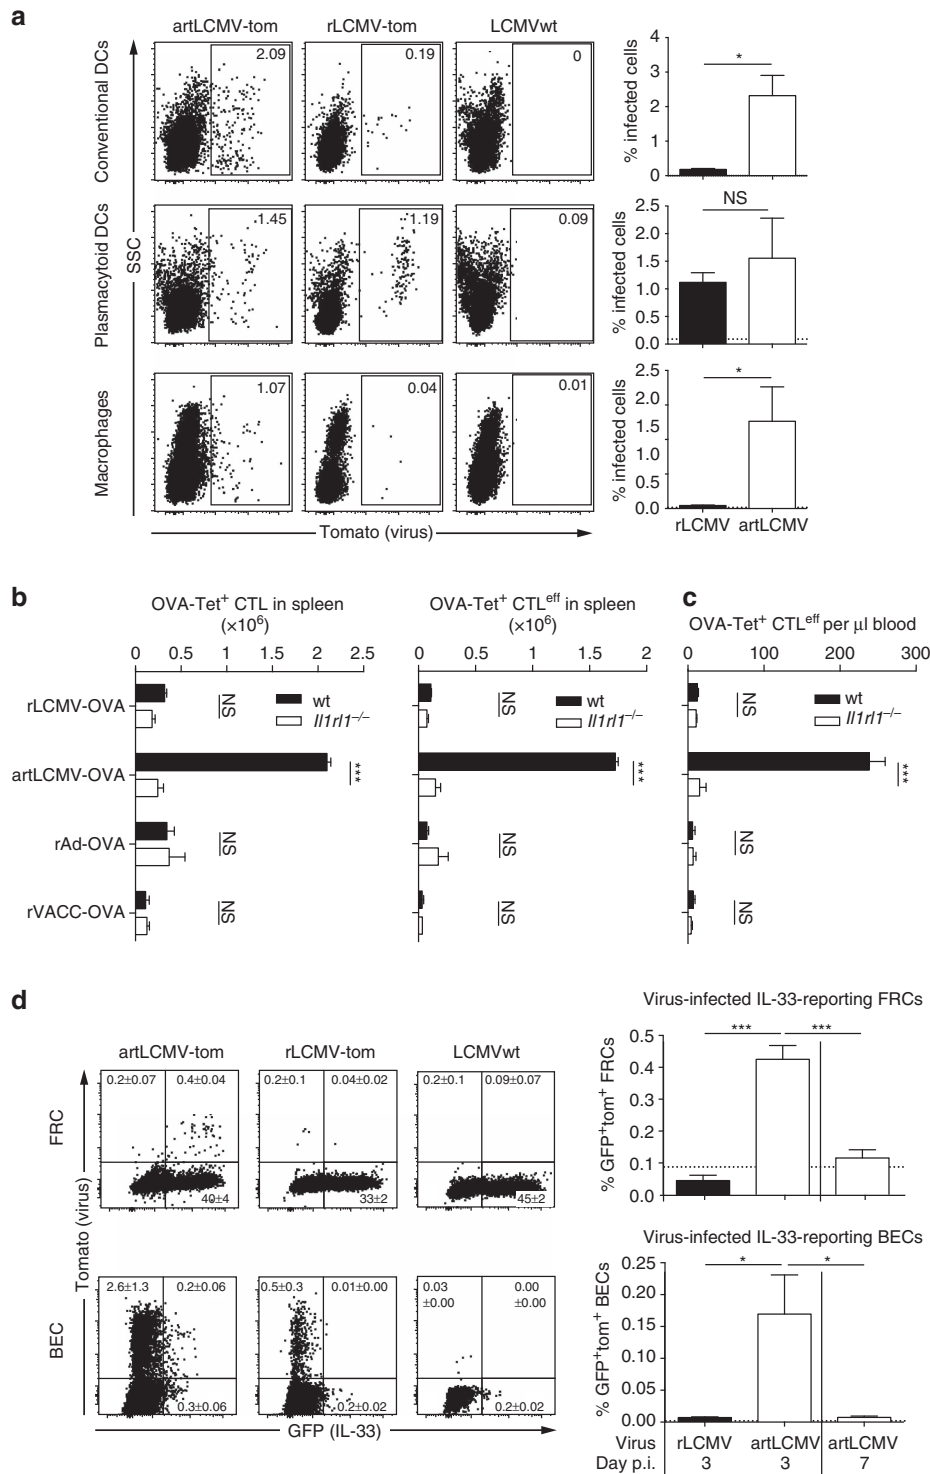 a
artLCMV-tom rLCMV-tom LCMVwt
Conventional DCs
2.09 0.19 0
4
3
2
1
0
% infected cells
*
Plasmacytoid DCs
SSC
1.45 1.19 0.09
2.5
2.0
1.5
1.0
0.5
0.0
% infected cells
NS
Macrophages
1.07 0.04 0.01
2.5
2.0
1.5
1.0
0.5
0.0
% infected cells
*
rLCMV artLCMV
Tomato (virus)
b
OVA-Tet⁺ CTL in spleen
(×10⁶)
0 0.5 1 1.5 2 2.5
rLCMV-OVA
artLCMV-OVA
rAd-OVA
rVACC-OVA
wt
Il1rl1⁻/⁻
NS
***
NS
NS
OVA-Tet⁺ CTLᵉᶠᶠ in spleen
(×10⁶)
0 0.5 1 1.5 2
wt
Il1rl1⁻/⁻
NS
***
NS
NS
c
OVA-Tet⁺ CTLᵉᶠᶠ per µl blood
0 100 200 300
wt
Il1rl1⁻/⁻
NS
***
NS
NS
d
artLCMV-tom rLCMV-tom LCMVwt
FRC
0.2±0.07 0.4±0.04 0.2±0.1 0.04±0.02 0.2±0.1 0.09±0.07
40±4 33±2 45±2
Tomato (virus)
BEC
2.6±1.3 0.2±0.06 0.5±0.3 0.01±0.00 0.03 0.00
±0.00 ±0.00
0.3±0.06 0.2±0.02 0.2±0.02
GFP (IL-33)
Virus-infected IL-33-reporting FRCs
*** ***
0.5
0.4
0.3
0.2
0.1
0.0
% GFP⁺tom⁺ FRCs
Virus-infected IL-33-reporting BECs
* *
0.25
0.20
0.15
0.10
0.05
0.00
% GFP⁺tom⁺ BECs
Virus rLCMV artLCMV artLCMV
Day p.i. 3 3 7